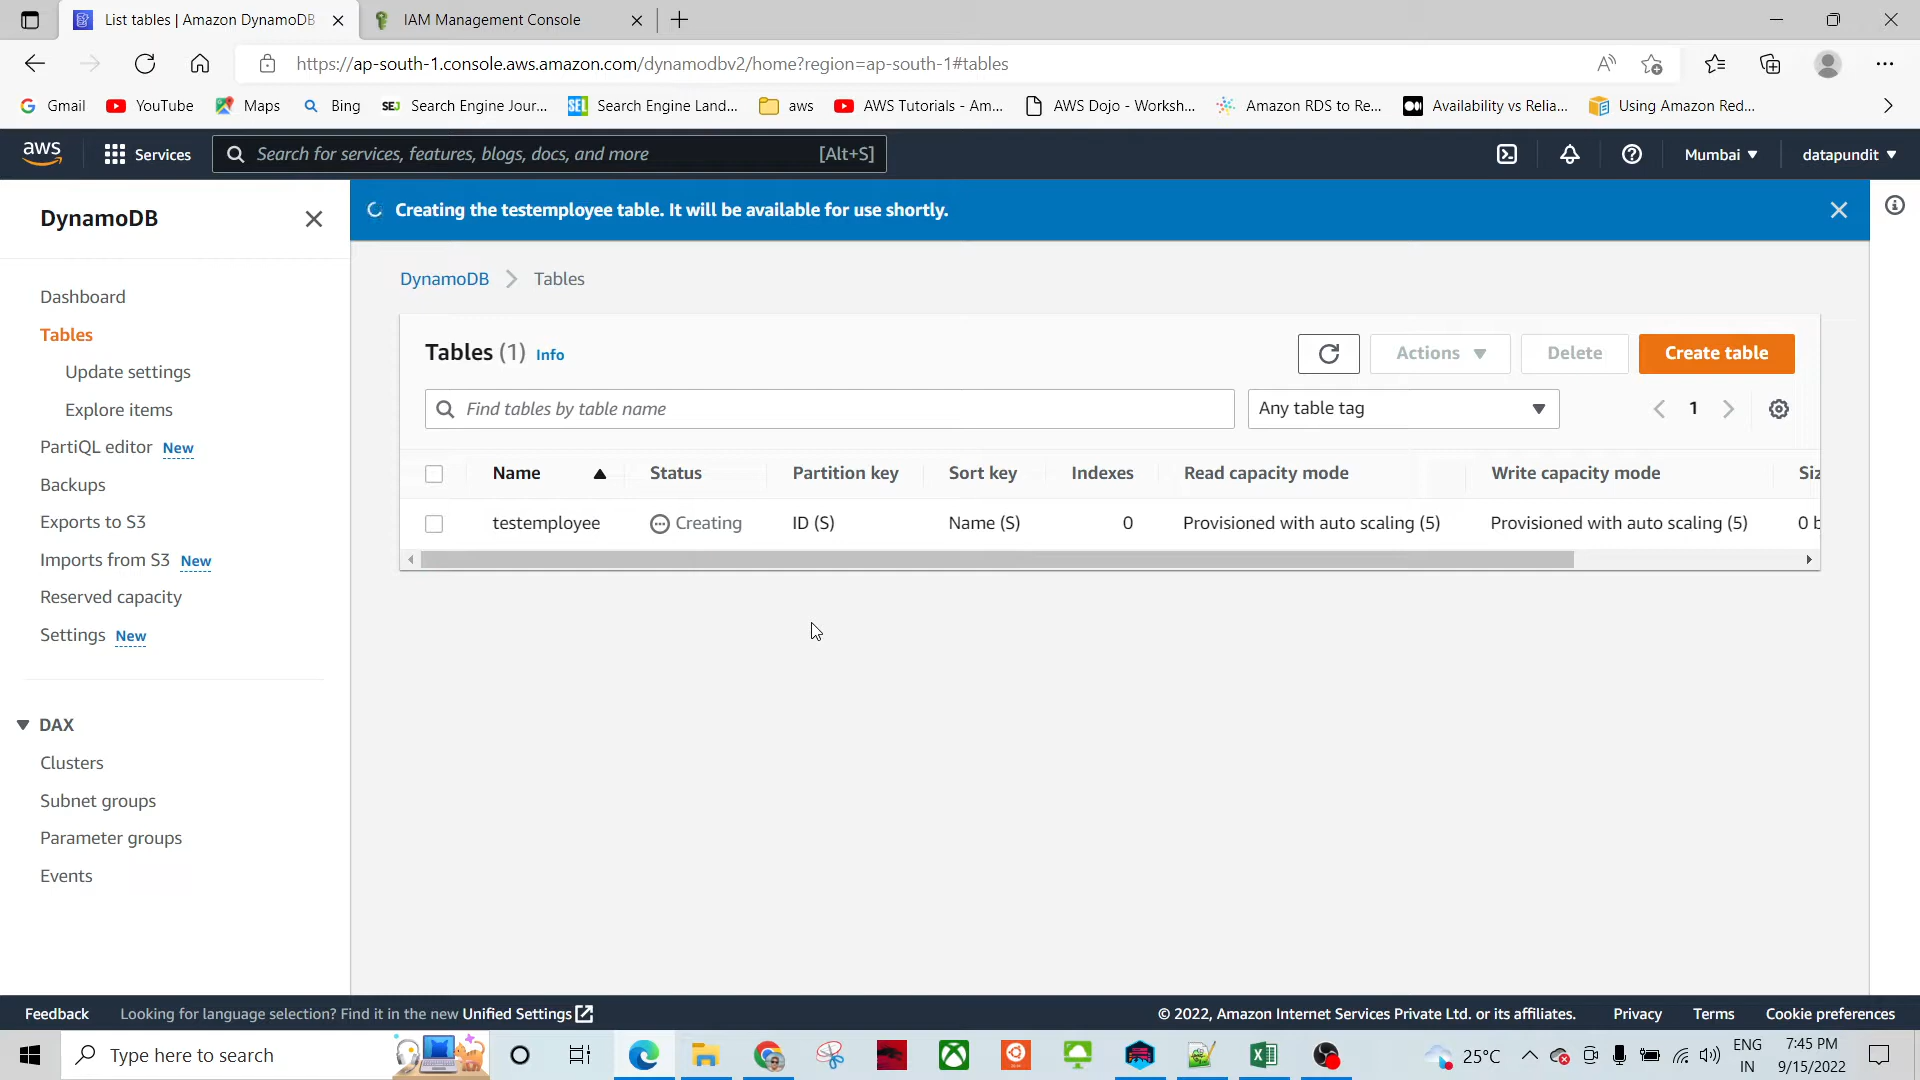 List tables | Amazon DynamoDB
IAM Management Console
https://ap-south-1.console.aws.amazon.com/dynamodbv2/home?region=ap-south-1#tables
Gmail
YouTube
Maps
Bing
SEJ Search Engine Jour...
SEL Search Engine Land...
aws
AWS Tutorials - Am...
AWS Dojo - Worksh...
Amazon RDS to Re...
Availability vs Relia...
Using Amazon Red...
aws
Services
Search for services, features, blogs, docs, and more
[Alt+S]
Mumbai
datapundit
DynamoDB
Creating the testemployee table. It will be available for use shortly.
Dashboard
Tables
Update settings
Explore items
PartiQL editor New
Backups
Exports to S3
Imports from S3 New
Reserved capacity
Settings New
DAX
Clusters
Subnet groups
Parameter groups
Events
DynamoDB
Tables
Tables (1) Info
Actions
Delete
Create table
Find tables by table name
Any table tag
1
Name Status Partition key Sort key Indexes Read capacity mode Write capacity mode Siz
testemployee Creating ID (S) Name (S) 0 Provisioned with auto scaling (5) Provisioned with auto scaling (5) 0 b
Feedback
Looking for language selection? Find it in the new Unified Settings
© 2022, Amazon Internet Services Private Ltd. or its affiliates.
Privacy
Terms
Cookie preferences
Type here to search
25°C
ENG
IN
7:45 PM
9/15/2022